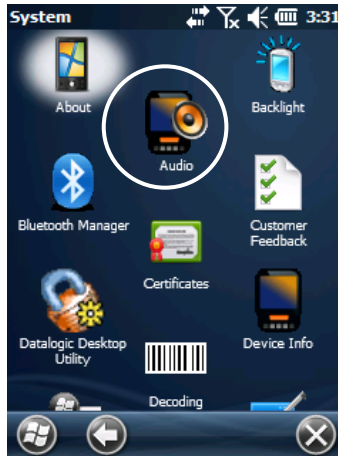 System 3:31
About
Audio
Backlight
Bluetooth Manager
Certificates
Customer
Feedback
Datalogic Desktop
Utility
Decoding
Device Info